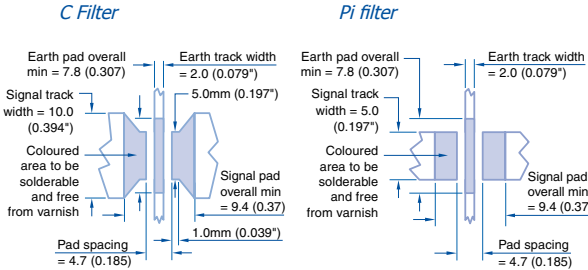 C Filter
Earth pad overall
min = 7.8 (0.307)
Earth track width
= 2.0 (0.079")
Signal track
width = 10.0
(0.394")
5.0mm (0.197")
Coloured
area to be
solderable
and free
from varnish
Signal pad
overall min
= 9.4 (0.37)
1.0mm (0.039")
Pad spacing
= 4.7 (0.185)
Pi filter
Earth pad overall
min = 7.8 (0.307)
Earth track width
= 2.0 (0.079")
Signal track
width = 5.0
(0.197")
Coloured
area to be
solderable
and free
from varnish
Signal pad
overall min
= 9.4 (0.37
Pad spacing
= 4.7 (0.185)